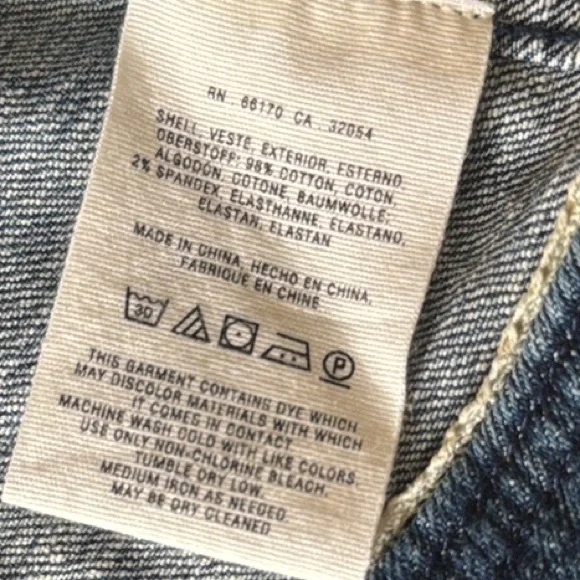 RN . 66170 CA . 32054
SHELL, VESTE, EXTERIOR, ESTERNO,
OBERSTOFF: 98% COTTON, COTON,
ALGODON, COTONE, BAUMWOLLE;
2% SPANDEX, ELASTHANNE, ELASTANO,
ELASTAN, ELASTAN
MADE IN CHINA, HECHO EN CHINA,
FABRIQUE EN CHINE
30 P
THIS GARMENT CONTAINS DYE WHICH
MAY DISCOLOR MATERIALS WITH WHICH
IT COMES IN CONTACT
MACHINE WASH COLD WITH LIKE COLORS.
USE ONLY NON-CHLORINE BLEACH.
TUMBLE DRY LOW.
MEDIUM IRON AS NEEDED.
MAY BE DRY CLEANED